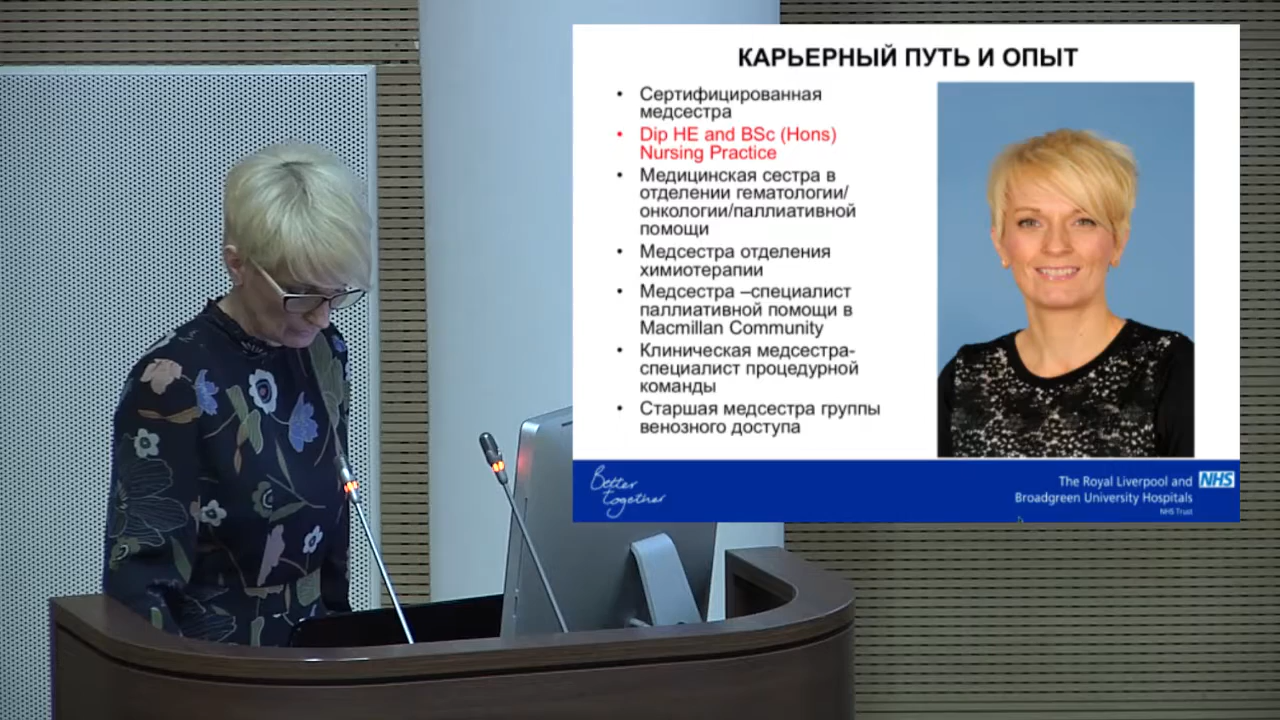 КАРЬЕРНЫЙ ПУТЬ И ОПЫТ
• Сертифицированная
медсестра
• Dip HE and BSc (Hons)
Nursing Practice
• Медицинская сестра в
отделении гематологии/
онкологии/паллиативной
помощи
• Медсестра отделения
химиотерапии
• Медсестра –специалист
паллиативной помощи в
Macmillan Community
• Клиническая медсестра-
специалист процедурной
команды
• Старшая медсестра группы
венозного доступа
Better
together
The Royal Liverpool and NHS
Broadgreen University Hospitals
NHS Trust